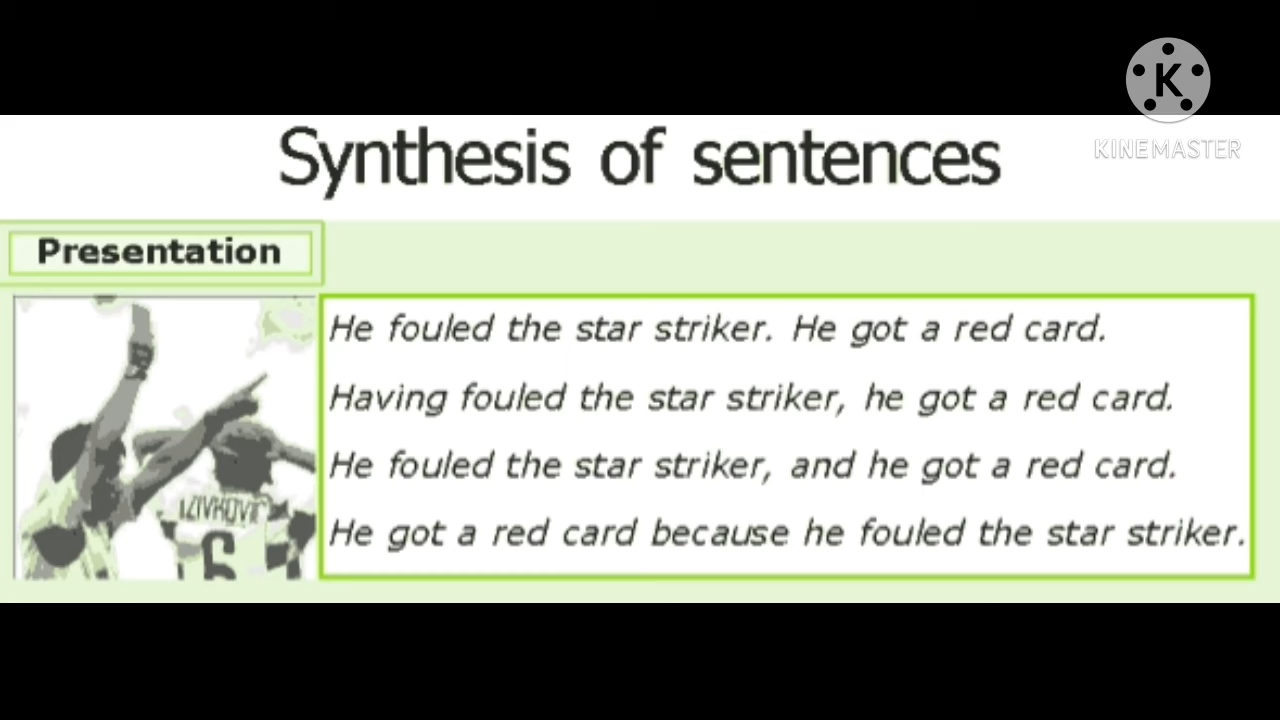 K
KINEMASTER
Synthesis of sentences
Presentation
He fouled the star striker. He got a red card.
Having fouled the star striker, he got a red card.
He fouled the star striker, and he got a red card.
He got a red card because he fouled the star striker.
6